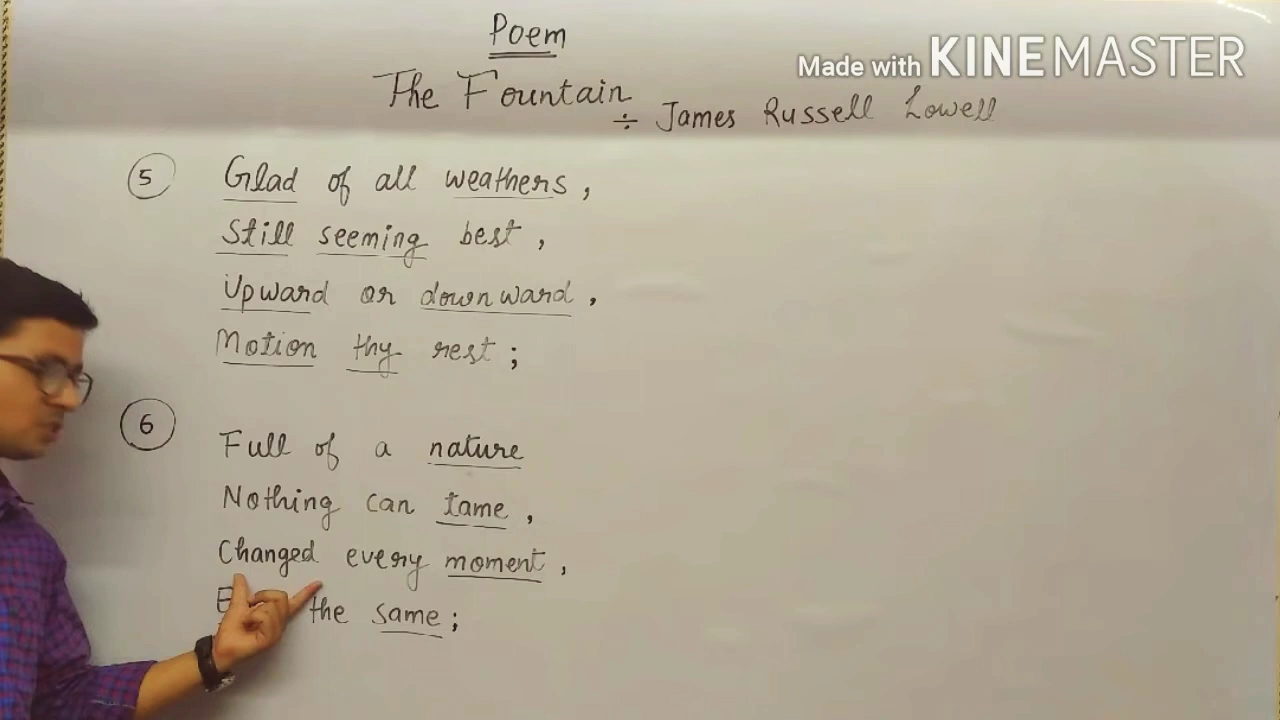 Poem
Made with KINEMASTER
The Fountain
÷ James Russell Lowell
5 Glad of all weathers,
Still seeming best,
Upward or downward,
Motion thy rest;
6 Full of a nature
Nothing can tame,
Changed every moment,
the same;